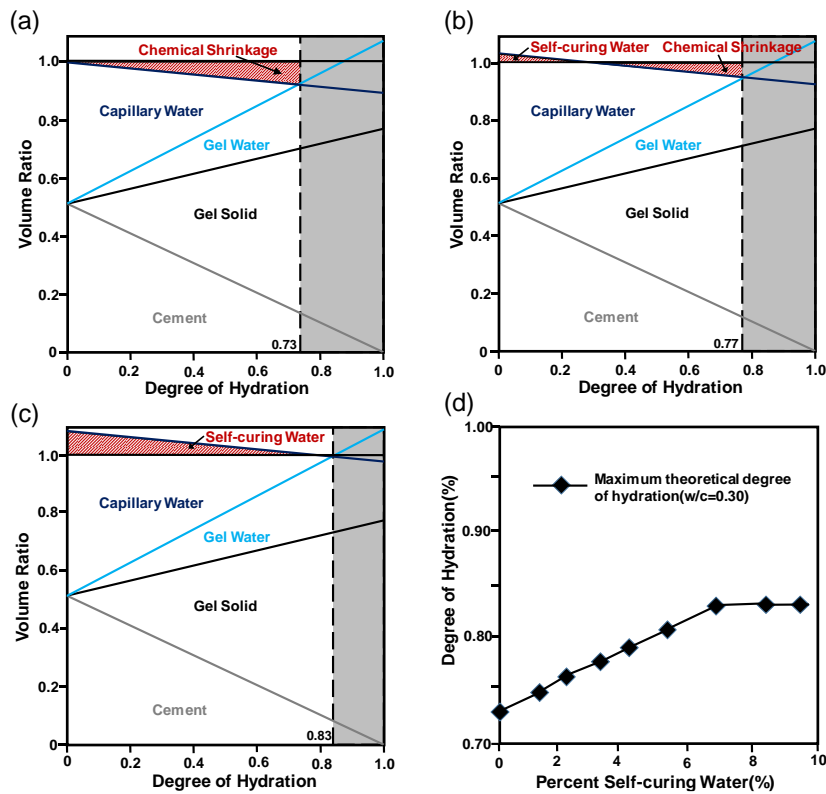 (a)
Chemical Shrinkage
1.0
Capillary Water
0.8
Gel Water
0.6
Gel Solid
0.4
0.2
Cement
0.73
0
0 0.2 0.4 0.6 0.8 1.0
Volume Ratio
Degree of Hydration
(b)
Self-curing Water
Chemical Shrinkage
1.0
Capillary Water
0.8
Gel Water
0.6
Gel Solid
0.4
0.2
Cement
0.77
0
0 0.2 0.4 0.6 0.8 1.0
Volume Ratio
Degree of Hydration
(c)
Self-curing Water
1.0
Capillary Water
0.8
Gel Water
0.6
Gel Solid
0.4
0.2
Cement
0.83
0
0 0.2 0.4 0.6 0.8 1.0
Volume Ratio
Degree of Hydration
(d)
1.00
Maximum theoretical degree
of hydration(w/c=0.30)
0.90
0.80
0.70
0 2 4 6 8 10
Degree of Hydration(%)
Percent Self-curing Water(%)